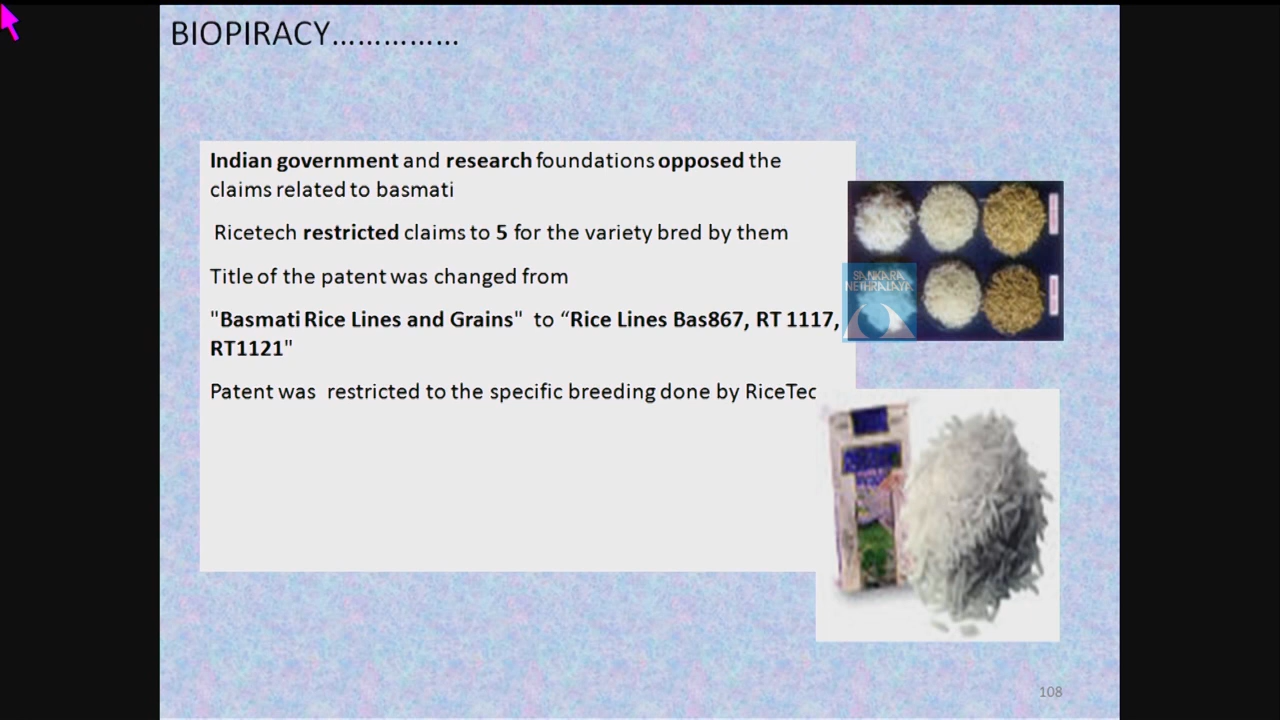 BIOPIRACY……………
Indian government and research foundations opposed the
claims related to basmati
Ricetech restricted claims to 5 for the variety bred by them
Title of the patent was changed from
"Basmati Rice Lines and Grains" to “Rice Lines Bas867, RT 1117,
RT1121"
Patent was restricted to the specific breeding done by RiceTec
SANKARA
NETHRALAYA
108